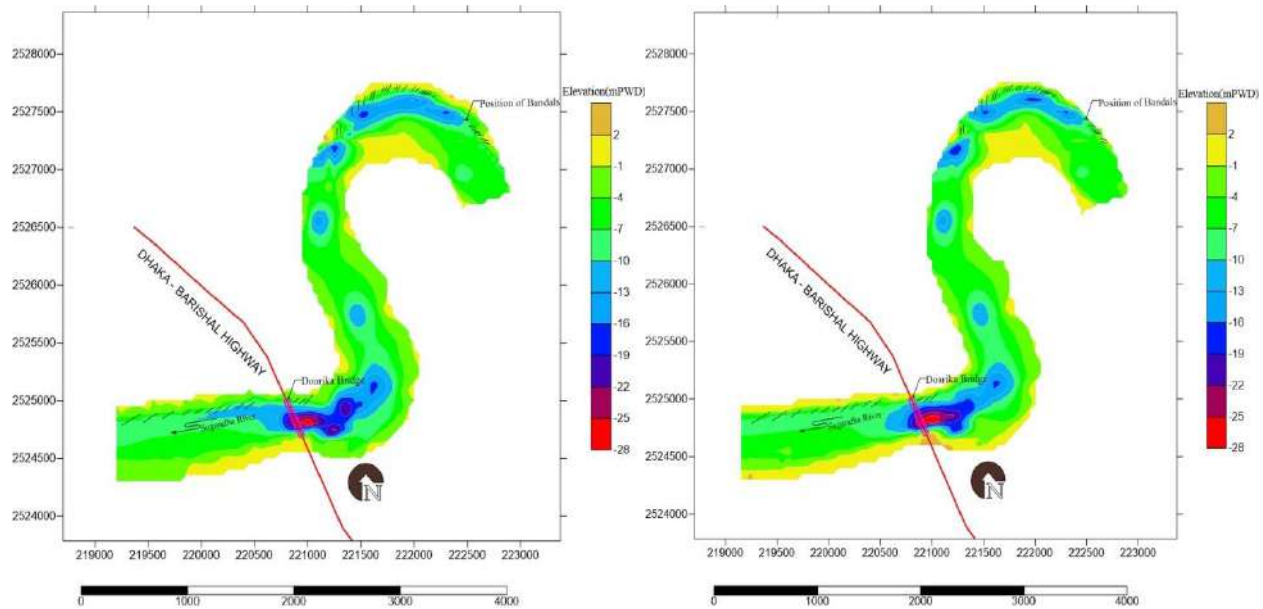 2528000
2527500
2527000
2526500
2526000
2525500
2525000
2524500
2524000
219000 219500 220000 220500 221000 221500 222000 222500 223000
Elevation(mPWD)
2
-1
-4
-7
-10
-13
-16
-19
-22
-25
-28
Position of Bandals
DHAKA - BARISHAL HIGHWAY
Doarika Bridge
River
N
0 1000 2000 3000 4000
2528000
2527500
2527000
2526500
2526000
2525500
2525000
2524500
2524000
219000 219500 220000 220500 221000 221500 222000 222500 223000
Elevation(mPWD)
2
-1
-4
-7
-10
-13
-16
-19
-22
-25
-28
Position of Bandals
DHAKA - BARISHAL HIGHWAY
Doarika Bridge
River
N
0 1000 2000 3000 4000